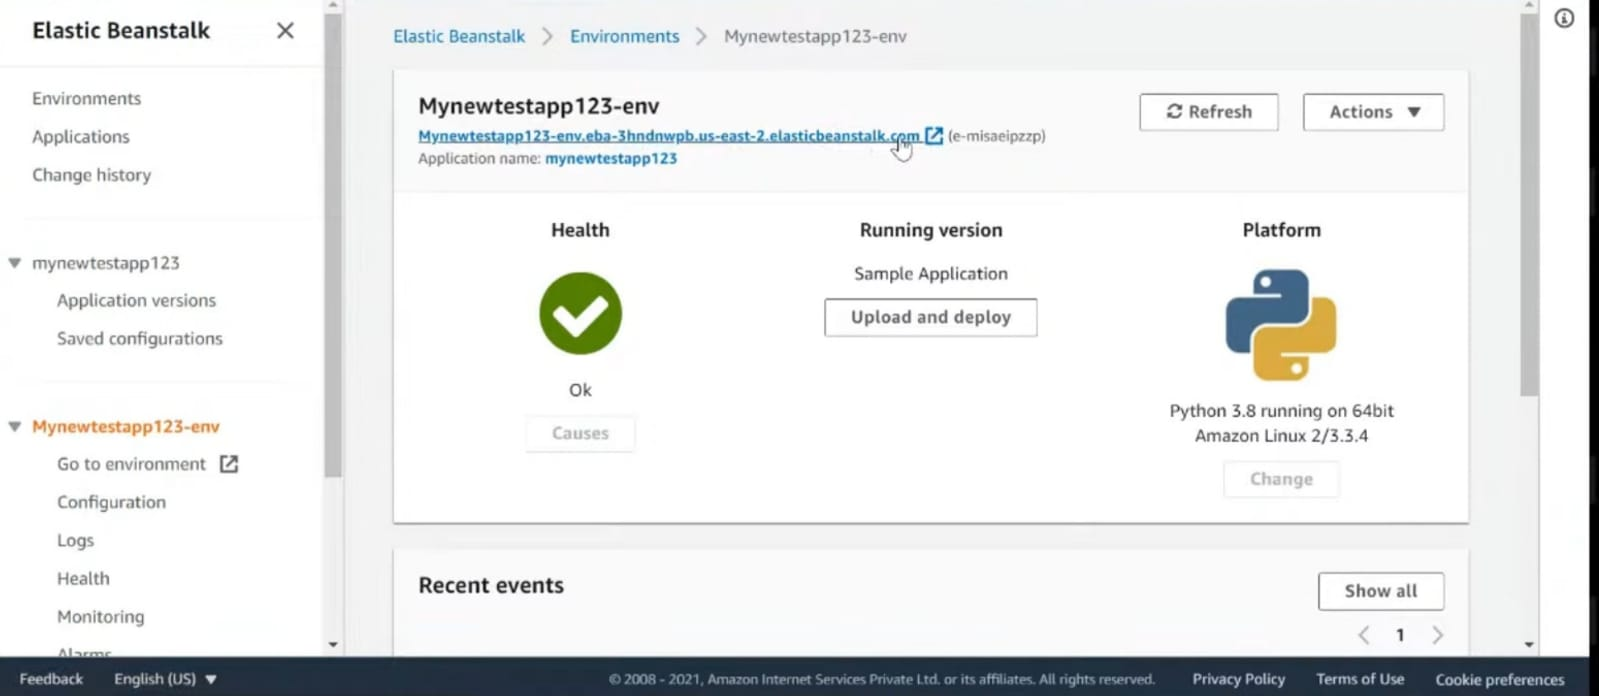 Elastic Beanstalk
Environments
Applications
Change history
mynewtestapp123
Application versions
Saved configurations
Mynewtestapp123-env
Go to environment
Configuration
Logs
Health
Monitoring
Alarms
Elastic Beanstalk > Environments > Mynewtestapp123-env
Mynewtestapp123-env
Mynewtestapp123-env.eba-3hndnwpb.us-east-2.elasticbeanstalk.com (e-misaeipzzp)
Application name: mynewtestapp123
Refresh
Actions
Health
Ok
Causes
Running version
Sample Application
Upload and deploy
Platform
Python 3.8 running on 64bit
Amazon Linux 2/3.3.4
Change
Recent events
Show all
< 1 >
Feedback
English (US)
© 2008 - 2021, Amazon Internet Services Private Ltd. or its affiliates. All rights reserved.
Privacy Policy
Terms of Use
Cookie preferences